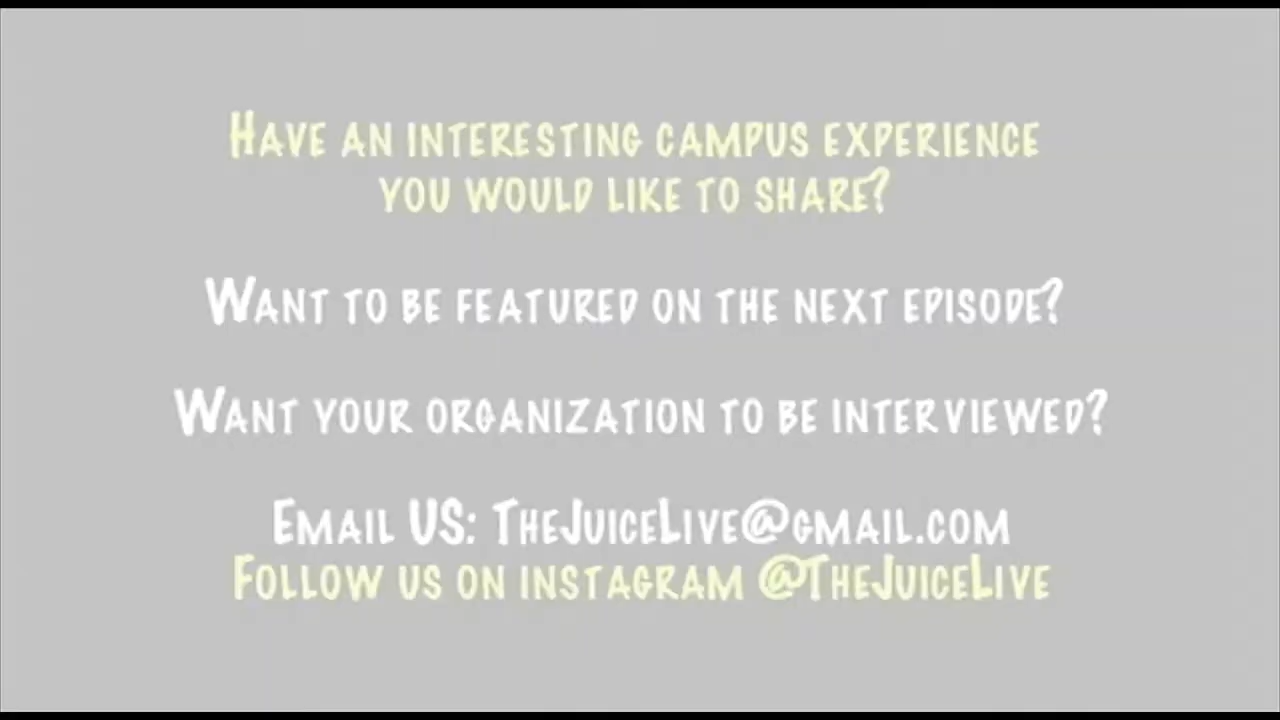 Have an interesting campus experience
you would like to share?
Want to be featured on the next episode?
Want your organization to be interviewed?
Email US: TheJuiceLive@gmail.com
Follow us on instagram @TheJuiceLive